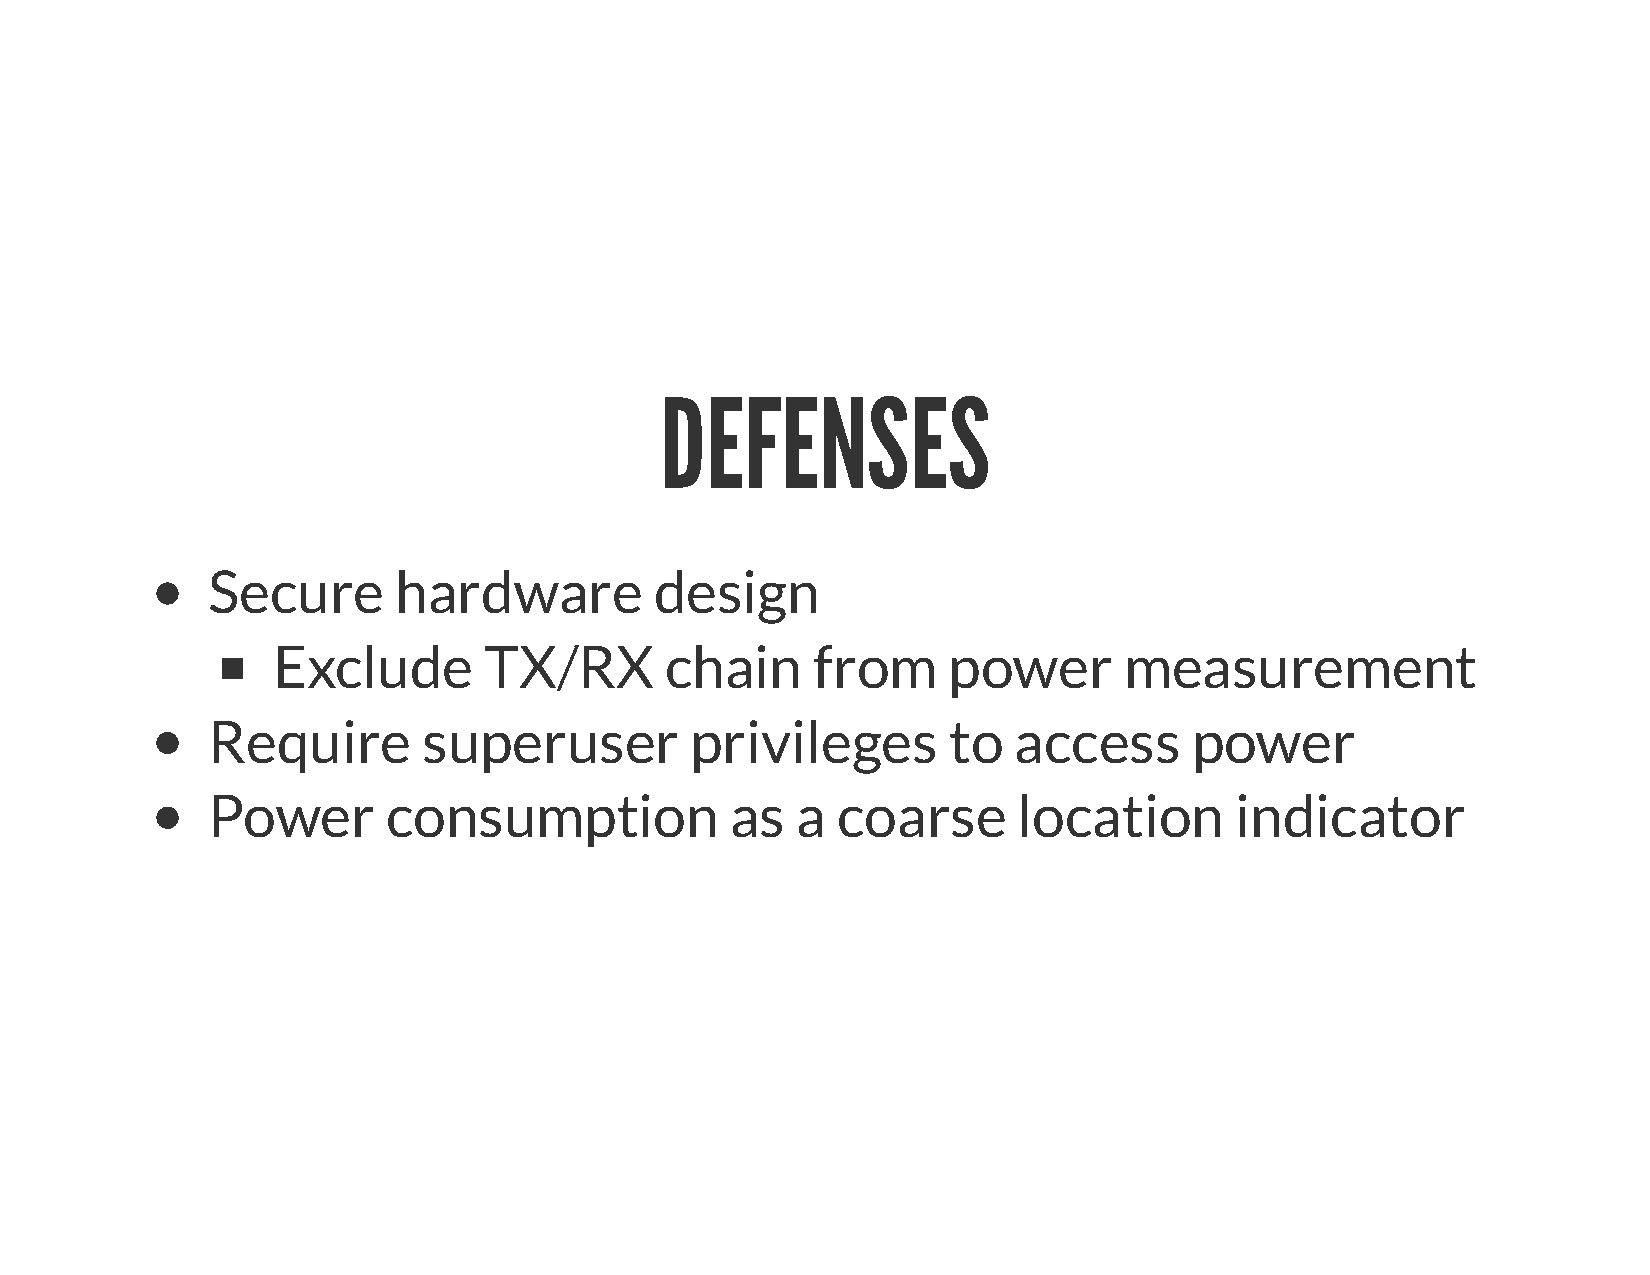 DEFENSES
Secure hardware design
Exclude TX/RX chain from power measurement
Require superuser privileges to access power
Power consumption as a coarse location indicator